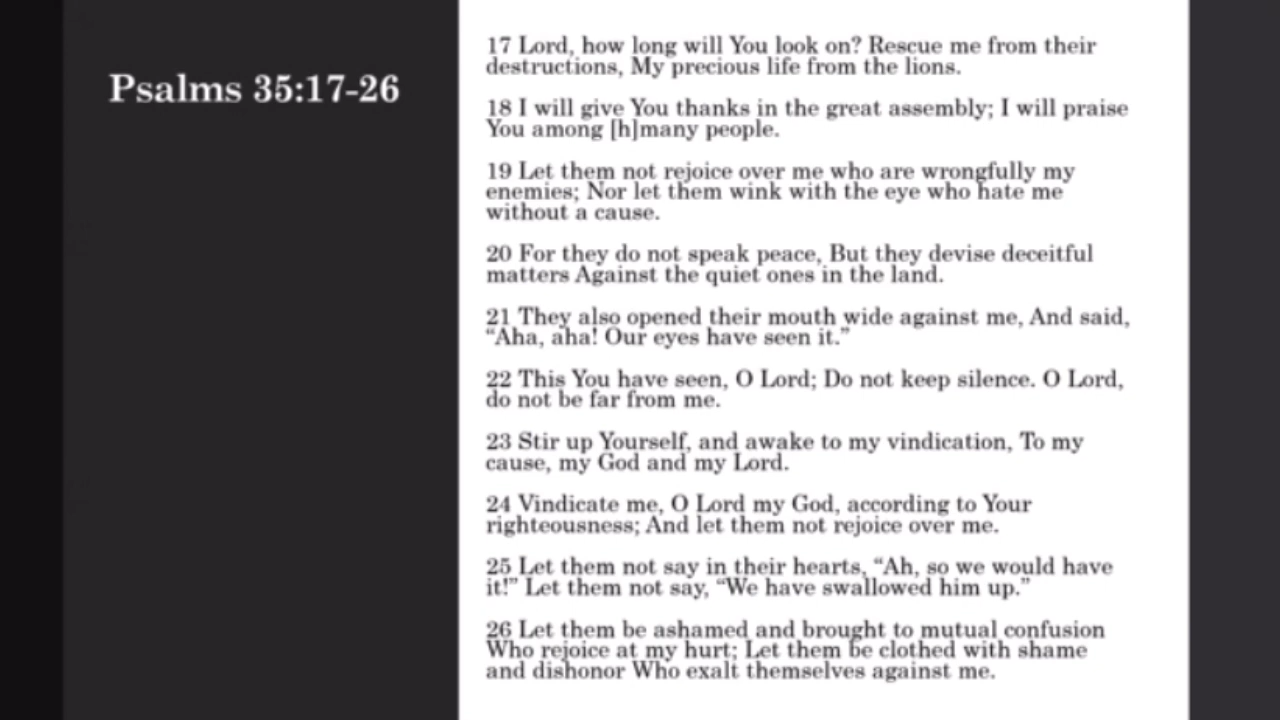 Psalms 35:17-26
17 Lord, how long will You look on? Rescue me from their
destructions, My precious life from the lions.
18 I will give You thanks in the great assembly; I will praise
You among [h]many people.
19 Let them not rejoice over me who are wrongfully my
enemies; Nor let them wink with the eye who hate me
without a cause.
20 For they do not speak peace, But they devise deceitful
matters Against the quiet ones in the land.
21 They also opened their mouth wide against me, And said,
“Aha, aha! Our eyes have seen it.”
22 This You have seen, O Lord; Do not keep silence. O Lord,
do not be far from me.
23 Stir up Yourself, and awake to my vindication, To my
cause, my God and my Lord.
24 Vindicate me, O Lord my God, according to Your
righteousness; And let them not rejoice over me.
25 Let them not say in their hearts, “Ah, so we would have
it!” Let them not say, “We have swallowed him up.”
26 Let them be ashamed and brought to mutual confusion
Who rejoice at my hurt; Let them be clothed with shame
and dishonor Who exalt themselves against me.